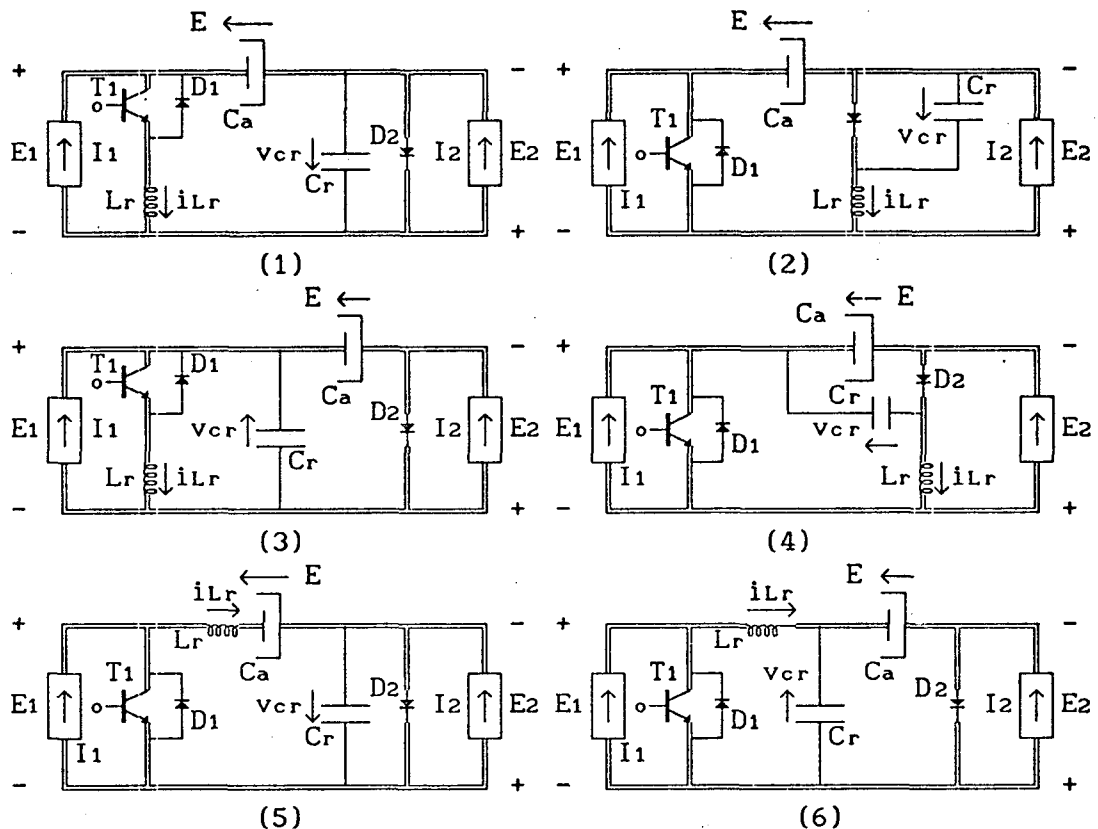 E
+ -
T1 D1
Ca
E1 I1 vcr D2 I2 E2
Cr
Lr iLr
- +
(1)
E
+ -
Cr
T1 Ca vcr
E1 D1 I2 E2
I1 Lr iLr
- +
(2)
E
+ -
T1 D1
Ca
E1 I1 vcr D2 I2 E2
Cr
Lr iLr
- +
(3)
E
Ca
+ -
D2
T1 Cr
E1 vcr I2 E2
D1
I1 Lr iLr
- +
(4)
iLr E
+ -
Lr
T1 Ca
E1 vcr D2 I2 E2
D1 Cr
I1
- +
(5)
iLr E
+ -
Lr
T1 vcr Ca
E1 D2 I2 E2
D1 Cr
I1
- +
(6)